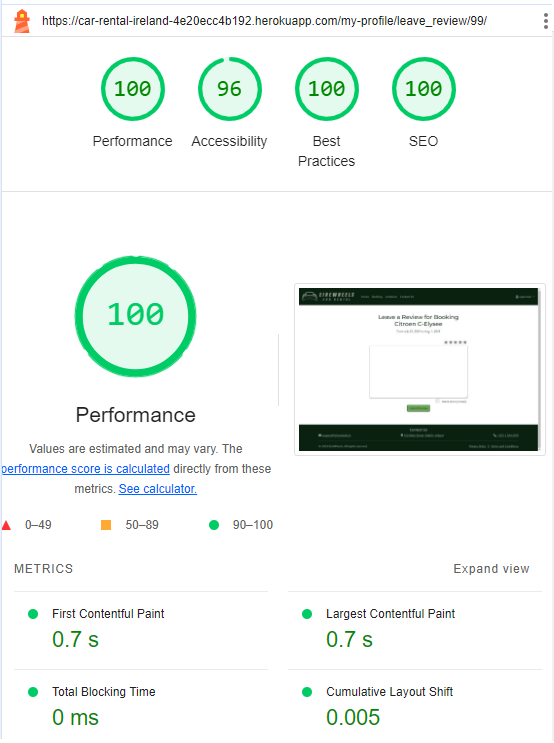 https://car-rental-ireland-4e20ecc4b192.herokuapp.com/my-profile/leave_review/99/
100
96
100
100
Performance
Accessibility
Best
Practices
SEO
100
Performance
Values are estimated and may vary. The
performance score is calculated directly from these
metrics. See calculator.
0–49
50–89
90–100
Leave a Review for Booking
Citroen C-Elysee
METRICS
Expand view
First Contentful Paint
0.7 s
Largest Contentful Paint
0.7 s
Total Blocking Time
0 ms
Cumulative Layout Shift
0.005